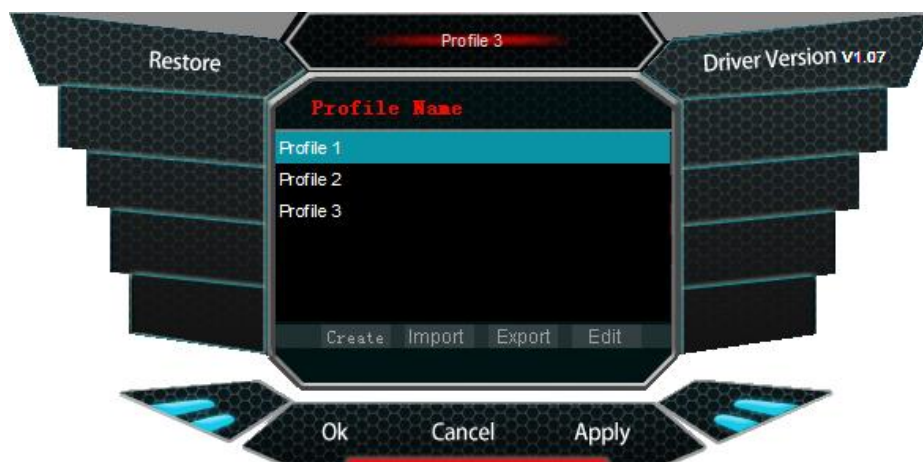 Profile 3
Restore
Driver Version V1.07
Profile Name
Profile 1
Profile 2
Profile 3
Create Import Export Edit
Ok Cancel Apply